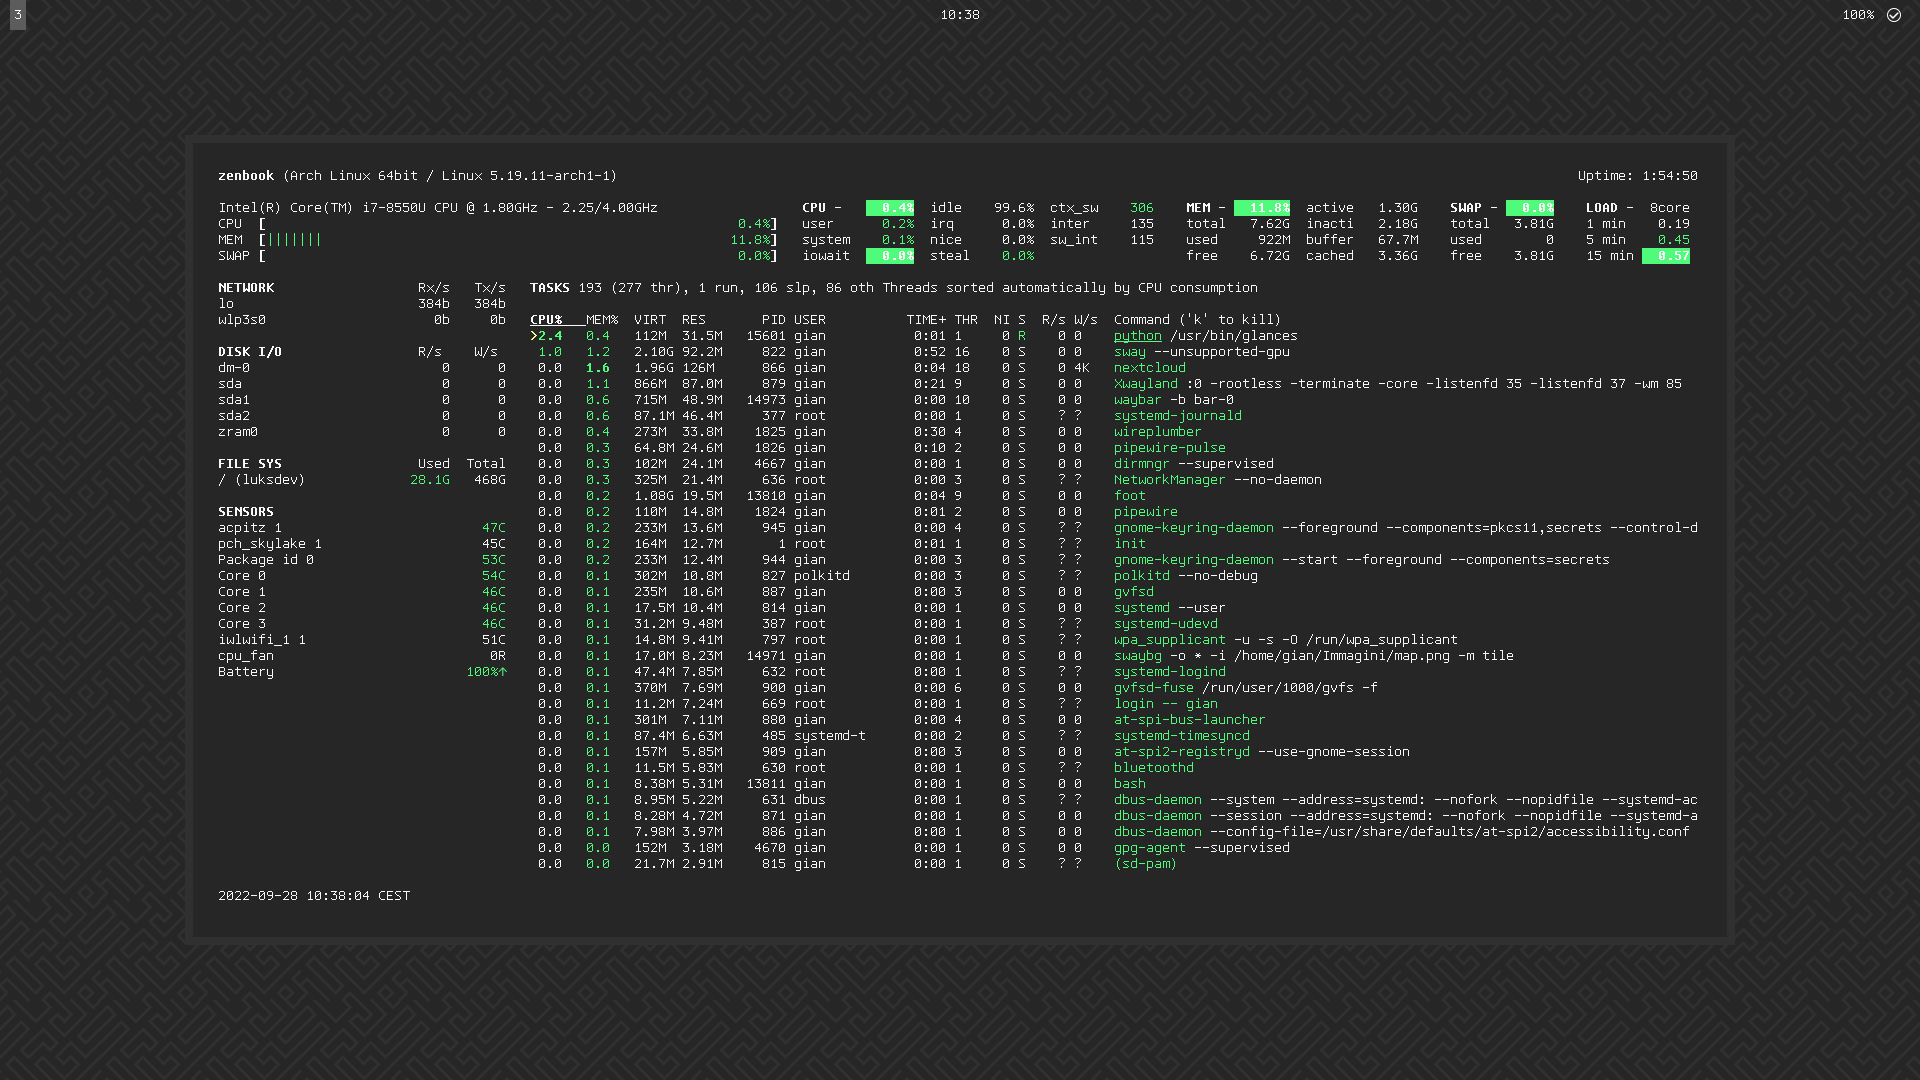 3 10:38 100%
zenbook (Arch Linux 64bit / Linux 5.19.11-arch1-1) Uptime: 1:54:50
Intel(R) Core(TM) i7-8550U CPU @ 1.80GHz - 2.25/4.00GHz CPU - 0.4% idle 99.6% ctx_sw 306 MEM - 11.8% active 1.30G SWAP - 0.0% LOAD - 8core
CPU [ 0.4%] user 0.2% irq 0.0% inter 135 total 7.62G inacti 2.18G total 3.81G 1 min 0.19
MEM [||||||| 11.8%] system 0.1% nice 0.0% sw_int 115 used 922M buffer 67.7M used 0 5 min 0.45
SWAP [ 0.0%] iowait 0.0% steal 0.0% free 6.72G cached 3.36G free 3.81G 15 min 0.57
NETWORK Rx/s Tx/s TASKS 193 (277 thr), 1 run, 106 slp, 86 oth Threads sorted automatically by CPU consumption
lo 384b 384b
wlp3s0 0b 0b CPU% MEM% VIRT RES PID USER TIME+ THR NI S R/s W/s Command ('k' to kill)
>2.4 0.4 112M 31.5M 15601 gian 0:01 1 0 R 0 0 python /usr/bin/glances
DISK I/O R/s W/s 1.0 1.2 2.10G 92.2M 822 gian 0:52 16 0 S 0 0 sway --unsupported-gpu
dm-0 0 0 0.0 1.6 1.96G 126M 866 gian 0:04 18 0 S 0 4K nextcloud
sda 0 0 0.0 1.1 866M 87.0M 879 gian 0:21 9 0 S 0 0 Xwayland :0 -rootless -terminate -core -listenfd 35 -listenfd 37 -wm 85
sda1 0 0 0.0 0.6 715M 48.9M 14973 gian 0:00 10 0 S 0 0 waybar -b bar-0
sda2 0 0 0.0 0.6 87.1M 46.4M 377 root 0:00 1 0 S ? ? systemd-journald
zram0 0 0 0.0 0.4 273M 33.8M 1825 gian 0:30 4 0 S 0 0 wireplumber
0.0 0.3 64.8M 24.6M 1826 gian 0:10 2 0 S 0 0 pipewire-pulse
FILE SYS Used Total 0.0 0.3 102M 24.1M 4667 gian 0:00 1 0 S 0 0 dirmngr --supervised
/ (luksdev) 28.1G 468G 0.0 0.3 325M 21.4M 636 root 0:00 3 0 S ? ? NetworkManager --no-daemon
0.0 0.2 1.08G 19.5M 13810 gian 0:04 9 0 S 0 0 foot
SENSORS 0.0 0.2 110M 14.8M 1824 gian 0:01 2 0 S 0 0 pipewire
acpitz 1 47C 0.0 0.2 233M 13.6M 945 gian 0:00 4 0 S ? ? gnome-keyring-daemon --foreground --components=pkcs11,secrets --control-d
pch_skylake 1 45C 0.0 0.2 164M 12.7M 1 root 0:01 1 0 S ? ? init
Package id 0 53C 0.0 0.2 233M 12.4M 944 gian 0:00 3 0 S ? ? gnome-keyring-daemon --start --foreground --components=secrets
Core 0 54C 0.0 0.1 302M 10.8M 827 polkitd 0:00 3 0 S ? ? polkitd --no-debug
Core 1 46C 0.0 0.1 235M 10.6M 887 gian 0:00 3 0 S 0 0 gvfsd
Core 2 46C 0.0 0.1 17.5M 10.4M 814 gian 0:00 1 0 S ? ? systemd --user
Core 3 46C 0.0 0.1 31.2M 9.48M 387 root 0:00 1 0 S ? ? systemd-udevd
iwlwifi_1 1 51C 0.0 0.1 14.8M 9.41M 797 root 0:00 1 0 S ? ? wpa_supplicant -u -s -O /run/wpa_supplicant
cpu_fan 0R 0.0 0.1 17.0M 8.23M 14971 gian 0:00 1 0 S 0 0 swaybg -o * -i /home/gian/Immagini/map.png -m tile
Battery 100%↑ 0.0 0.1 47.4M 7.85M 632 root 0:00 1 0 S ? ? systemd-logind
0.0 0.1 370M 7.69M 900 gian 0:00 6 0 S 0 0 gvfsd-fuse /run/user/1000/gvfs -f
0.0 0.1 11.2M 7.24M 669 root 0:00 1 0 S ? ? login -- gian
0.0 0.1 301M 7.11M 880 gian 0:00 4 0 S 0 0 at-spi-bus-launcher
0.0 0.1 87.4M 6.63M 485 systemd-t 0:00 2 0 S ? ? systemd-timesyncd
0.0 0.1 157M 5.85M 909 gian 0:00 3 0 S 0 0 at-spi2-registryd --use-gnome-session
0.0 0.1 11.5M 5.83M 630 root 0:00 1 0 S ? ? bluetoothd
0.0 0.1 8.38M 5.31M 13811 gian 0:00 1 0 S 0 0 bash
0.0 0.1 8.95M 5.22M 631 dbus 0:00 1 0 S ? ? dbus-daemon --system --address=systemd: --nofork --nopidfile --systemd-ac
0.0 0.1 8.28M 4.72M 871 gian 0:00 1 0 S 0 0 dbus-daemon --session --address=systemd: --nofork --nopidfile --systemd-a
0.0 0.1 7.98M 3.97M 886 gian 0:00 1 0 S 0 0 dbus-daemon --config-file=/usr/share/defaults/at-spi2/accessibility.conf
0.0 0.0 152M 3.18M 4670 gian 0:00 1 0 S 0 0 gpg-agent --supervised
0.0 0.0 21.7M 2.91M 815 gian 0:00 1 0 S ? ? (sd-pam)
2022-09-28 10:38:04 CEST